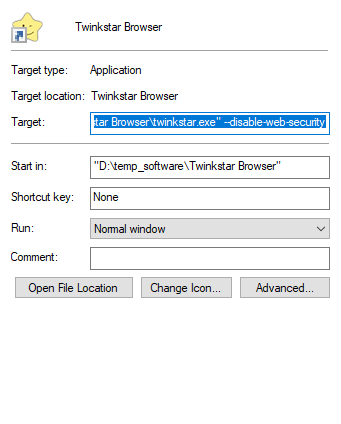 Twinkstar Browser
Target type: Application
Target location: Twinkstar Browser
Target: star Browser\twinkstar.exe" --disable-web-security
Start in: "D:\temp_software\Twinkstar Browser"
Shortcut key: None
Run: Normal window
Comment:
Open File Location Change Icon... Advanced...